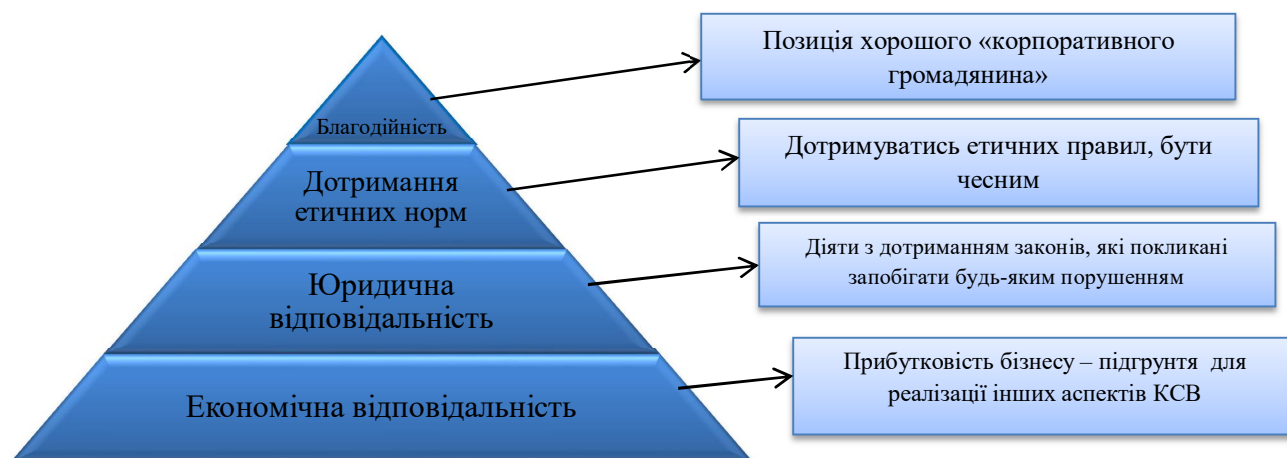 Благодійність
Позиція хорошого «корпоративного
громадянина»
Дотримання
етичних норм
Дотримуватись етичних правил, бути
чесним
Юридична
відповідальність
Діяти з дотриманням законів, які покликані
запобігати будь-яким порушенням
Економічна відповідальність
Прибутковість бізнесу – підгрунтя для
реалізації інших аспектів КСВ